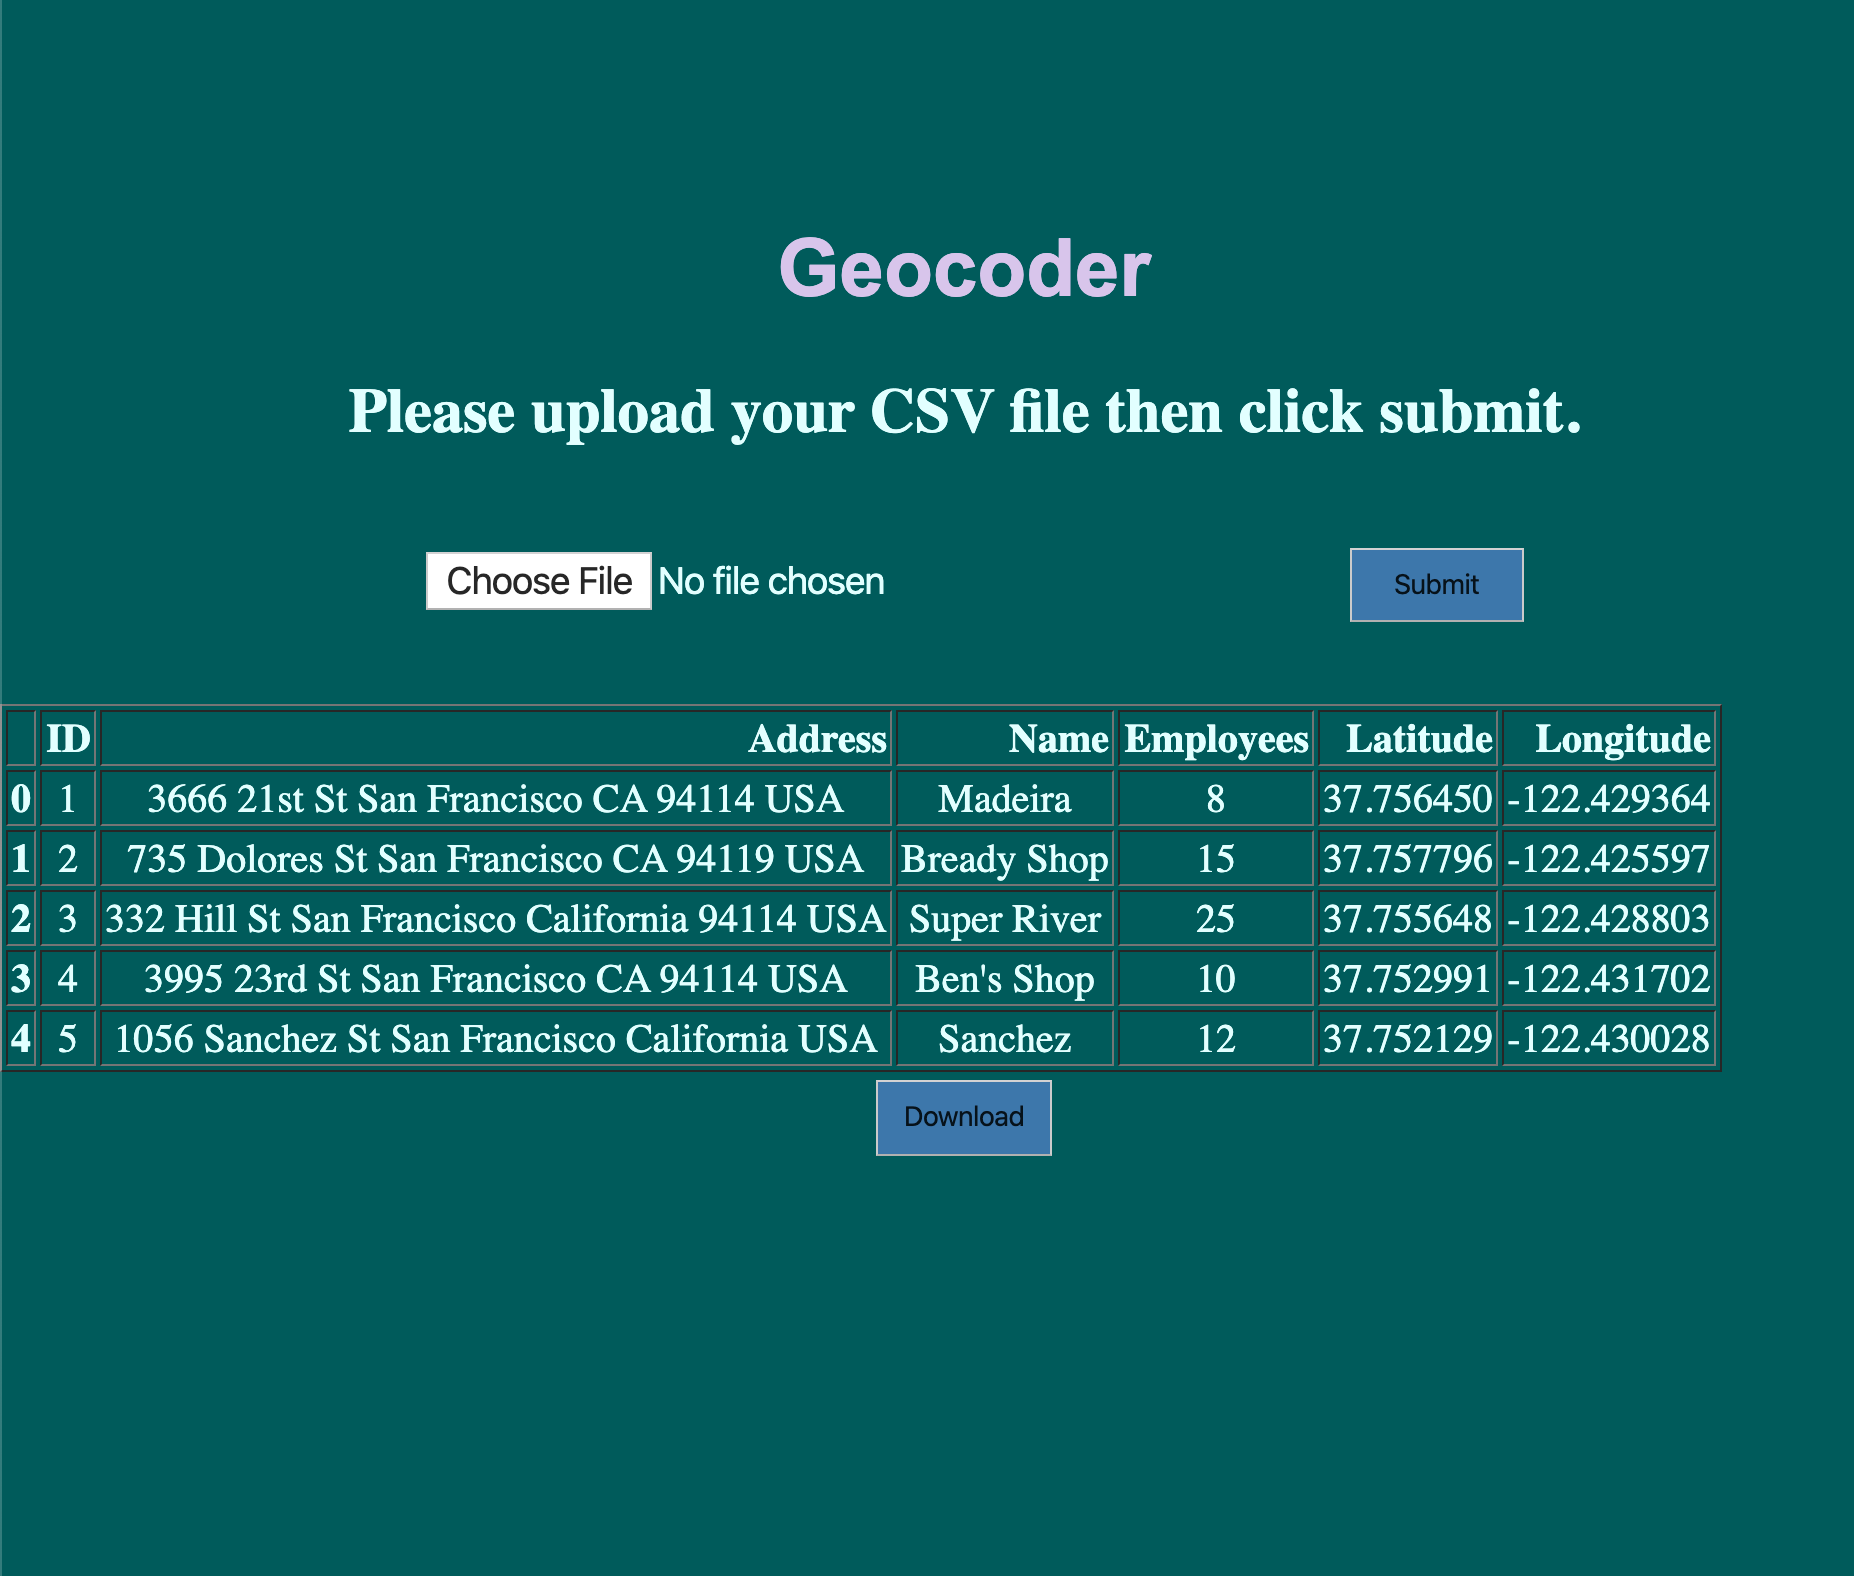 Geocoder
Please upload your CSV file then click submit.
Choose File No file chosen Submit
ID Address Name Employees Latitude Longitude
0 1 3666 21st St San Francisco CA 94114 USA Madeira 8 37.756450 -122.429364
1 2 735 Dolores St San Francisco CA 94119 USA Bready Shop 15 37.757796 -122.425597
2 3 332 Hill St San Francisco California 94114 USA Super River 25 37.755648 -122.428803
3 4 3995 23rd St San Francisco CA 94114 USA Ben's Shop 10 37.752991 -122.431702
4 5 1056 Sanchez St San Francisco California USA Sanchez 12 37.752129 -122.430028
Download